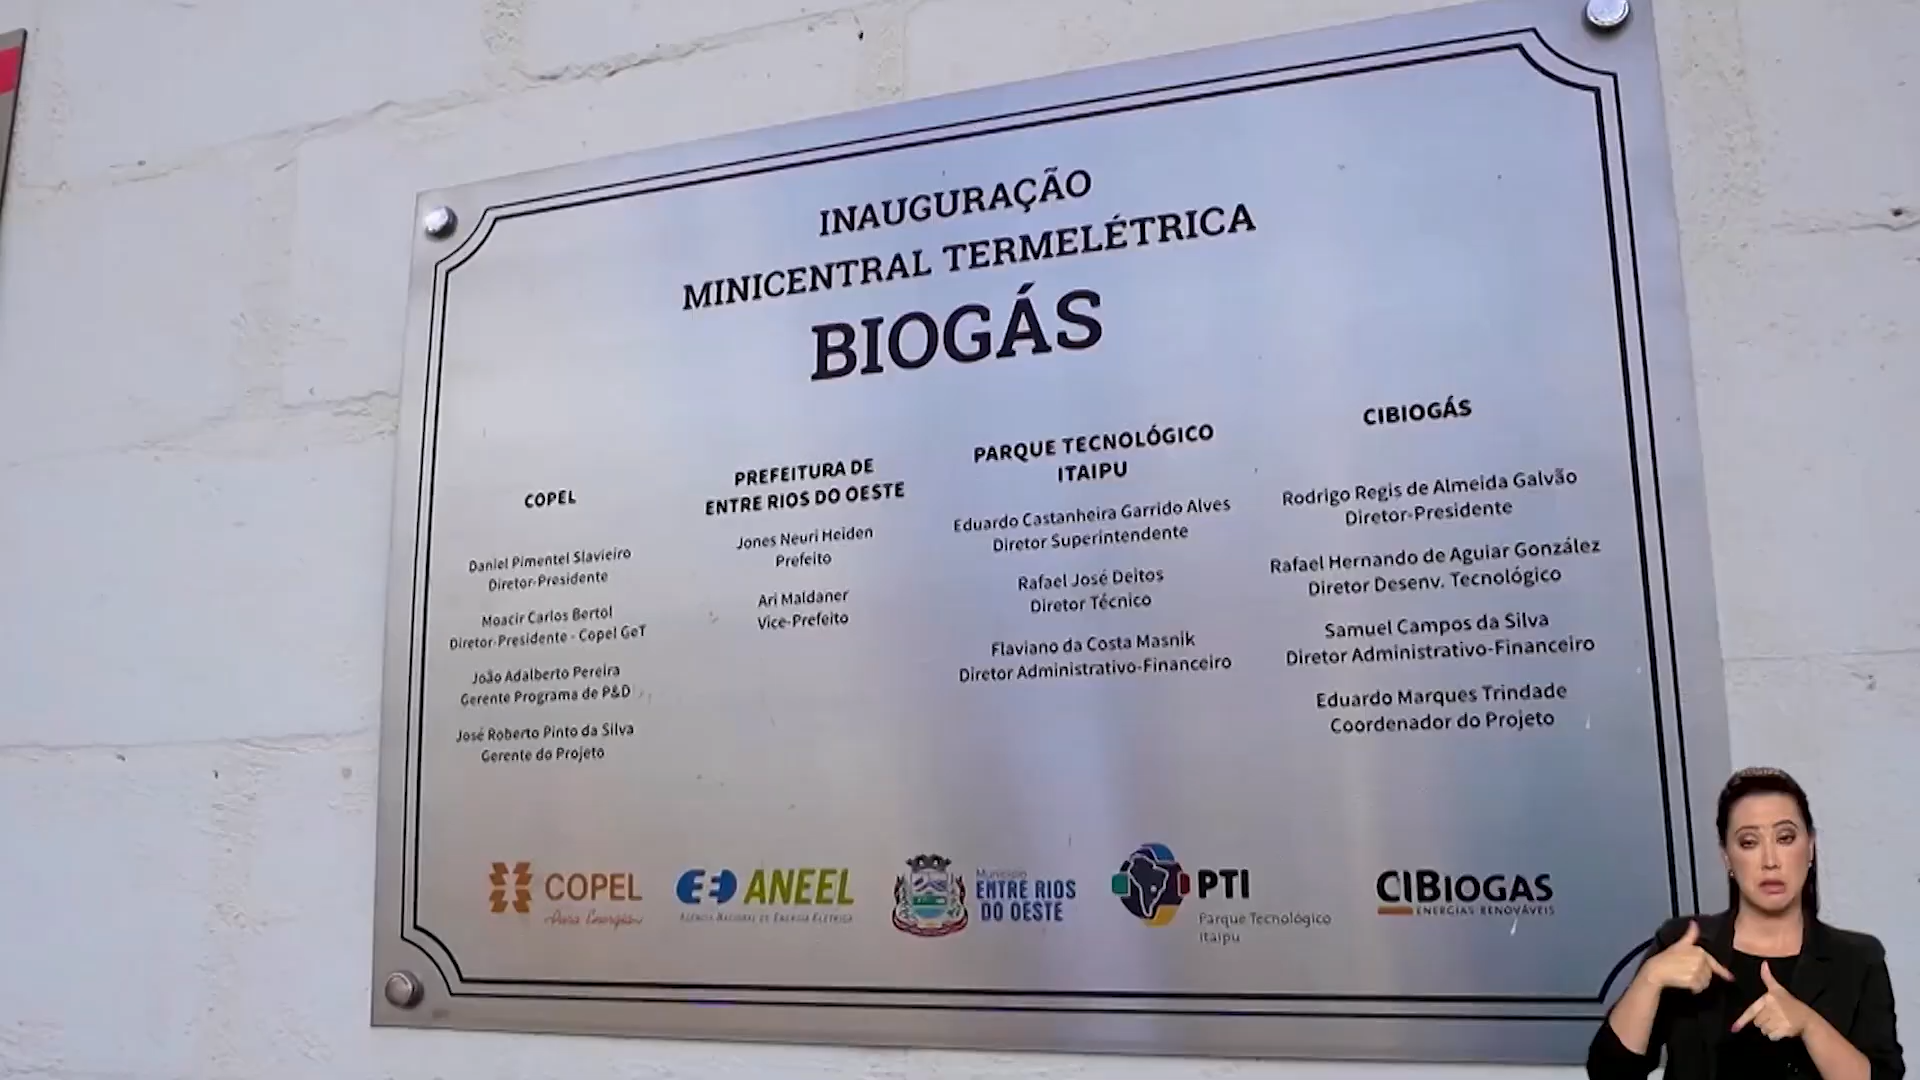 INAUGURAÇÃO
MINICENTRAL TERMELÉTRICA
BIOGÁS
COPEL
Daniel Pimentel Slavieiro
Diretor-Presidente
Moacir Carlos Bertol
Diretor-Presidente - Copel GeT
João Adalberto Pereira
Gerente Programa de P&D
José Roberto Pinto da Silva
Gerente do Projeto
PREFEITURA DE
ENTRE RIOS DO OESTE
Jones Neuri Heiden
Prefeito
Ari Maldaner
Vice-Prefeito
PARQUE TECNOLÓGICO
ITAIPU
Eduardo Castanheira Garrido Alves
Diretor Superintendente
Rafael José Deitos
Diretor Técnico
Flaviano da Costa Masnik
Diretor Administrativo-Financeiro
CIBIOGÁS
Rodrigo Regis de Almeida Galvão
Diretor-Presidente
Rafael Hernando de Aguiar González
Diretor Desenv. Tecnológico
Samuel Campos da Silva
Diretor Administrativo-Financeiro
Eduardo Marques Trindade
Coordenador do Projeto
COPEL
Pura Energia
ANEEL
AGÊNCIA NACIONAL DE ENERGIA ELÉTRICA
Município
ENTRE RIOS
DO OESTE
PTI
Parque Tecnológico
Itaipu
CIBIOGAS
ENERGIAS RENOVÁVEIS